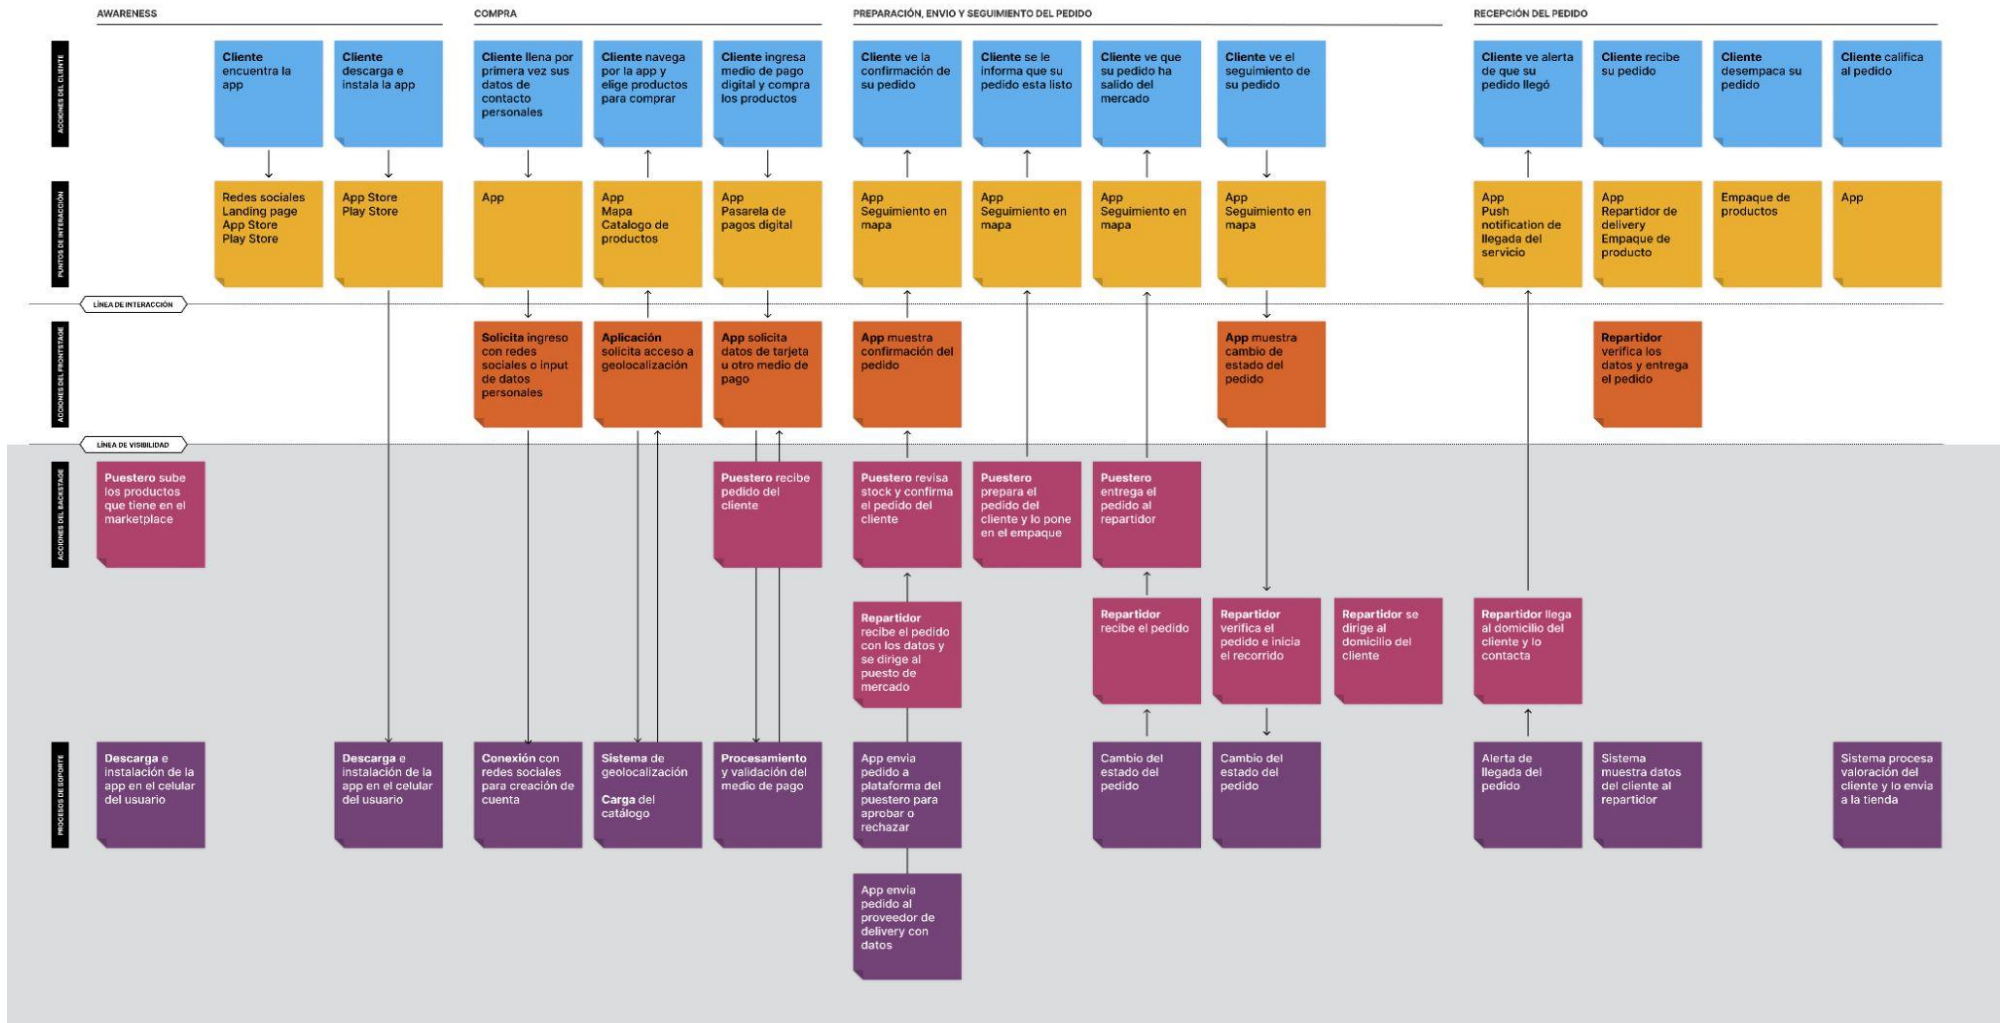 AWARENESS
COMPRA
PREPARACIÓN, ENVIO Y SEGUIMIENTO DEL PEDIDO
RECEPCIÓN DEL PEDIDO
ACCIONES DEL CLIENTE
Cliente
encuentra la
app
Cliente
descarga e
instala la app
Cliente llena por
primera vez sus
datos de
contacto
personales
Cliente navega
por la app y
elige productos
para comprar
Cliente ingresa
medio de pago
digital y compra
los productos
Cliente ve la
confirmación de
su pedido
Cliente se le
informa que su
pedido esta listo
Cliente ve que
su pedido ha
salido del
mercado
Cliente ve el
seguimiento de
su pedido
Cliente ve alerta
de que su
pedido llegó
Cliente recibe
su pedido
Cliente
desempaca su
pedido
Cliente califica
al pedido
PUNTOS DE INTERACCIÓN
Redes sociales
Landing page
App Store
Play Store
App Store
Play Store
App
App
Mapa
Catalogo de
productos
App
Pasarela de
pagos digital
App
Seguimiento en
mapa
App
Seguimiento en
mapa
App
Seguimiento en
mapa
App
Seguimiento en
mapa
App
Push
notification de
llegada del
servicio
App
Repartidor de
delivery
Empaque de
producto
Empaque de
productos
App
LÍNEA DE INTERACCIÓN
ACCIONES DEL FRONTSTAGE
Solicita ingreso
con redes
sociales o input
de datos
personales
Aplicación
solicita acceso a
geolocalización
App solicita
datos de tarjeta
u otro medio de
pago
App muestra
confirmación del
pedido
App muestra
cambio de
estado del
pedido
Repartidor
verifica los
datos y entrega
el pedido
LÍNEA DE VISIBILIDAD
ACCIONES DEL BACKSTAGE
Puestero sube
los productos
que tiene en el
marketplace
Puestero recibe
pedido del
cliente
Puestero revisa
stock y confirma
el pedido del
cliente
Puestero
prepara el
pedido del
cliente y lo pone
en el empaque
Puestero
entrega el
pedido al
repartidor
Repartidor
recibe el pedido
con los datos y
se dirige al
puesto de
mercado
Repartidor
recibe el pedido
Repartidor
verifica el
pedido e inicia
el recorrido
Repartidor se
dirige al
domicilio del
cliente
Repartidor llega
al domicilio del
cliente y lo
contacta
PROCESOS DE SOPORTE
Descarga e
instalación de la
app en el celular
del usuario
Descarga e
instalación de la
app en el celular
del usuario
Conexión con
redes sociales
para creación de
cuenta
Sistema de
geolocalización
Carga del
catálogo
Procesamiento
y validación del
medio de pago
App envia
pedido a
plataforma del
puestero para
aprobar o
rechazar
Cambio del
estado del
pedido
Cambio del
estado del
pedido
Alerta de
llegada del
pedido
Sistema
muestra datos
del cliente al
repartidor
Sistema procesa
valoración del
cliente y lo envia
a la tienda
App envia
pedido al
proveedor de
delivery con
datos